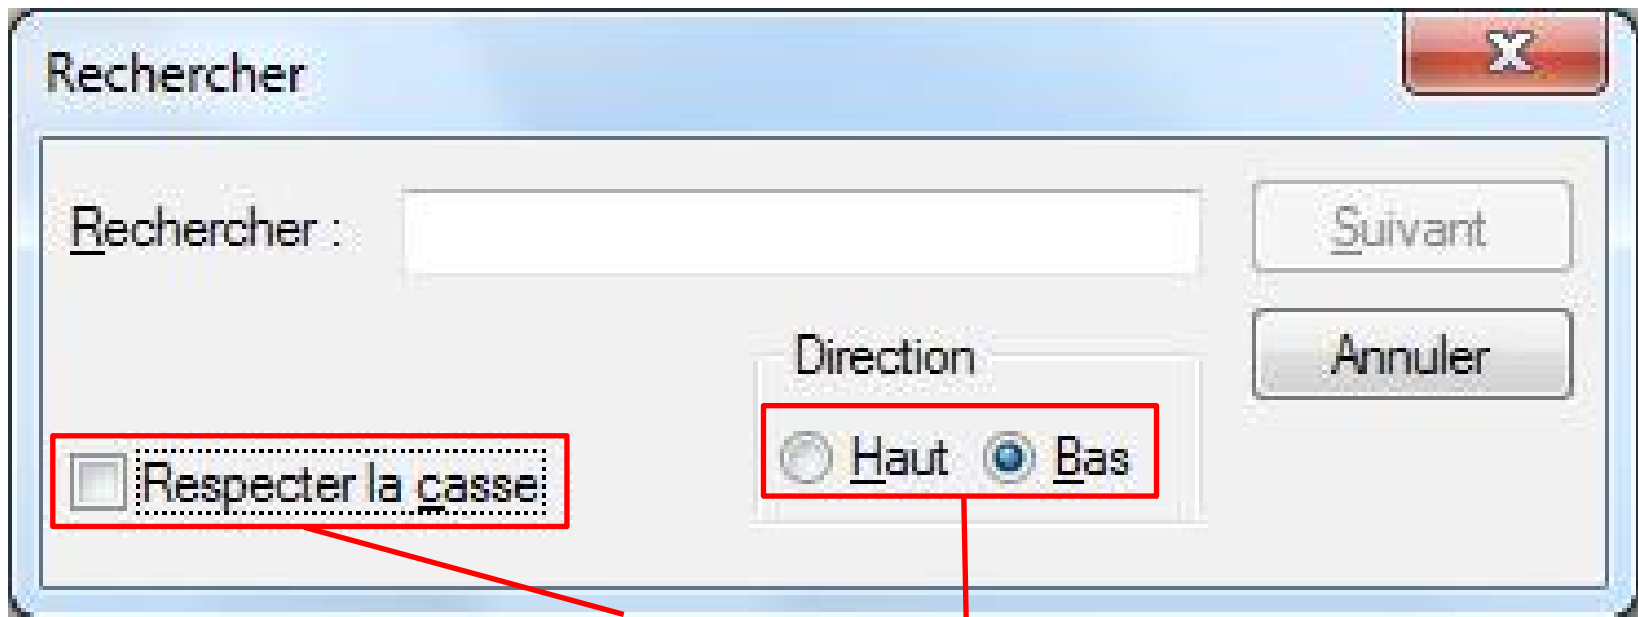 Rechercher
Rechercher : Suivant
Direction Annuler
Respecter la casse Haut Bas